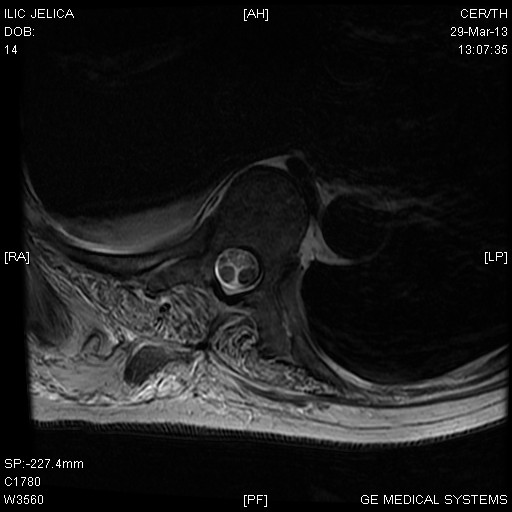 ILIC JELICA
DOB:
14
[AH]
CER/TH
29-Mar-13
13:07:35
[RA]
[LP]
SP:-227.4mm
C1780
W3560
[PF]
GE MEDICAL SYSTEMS